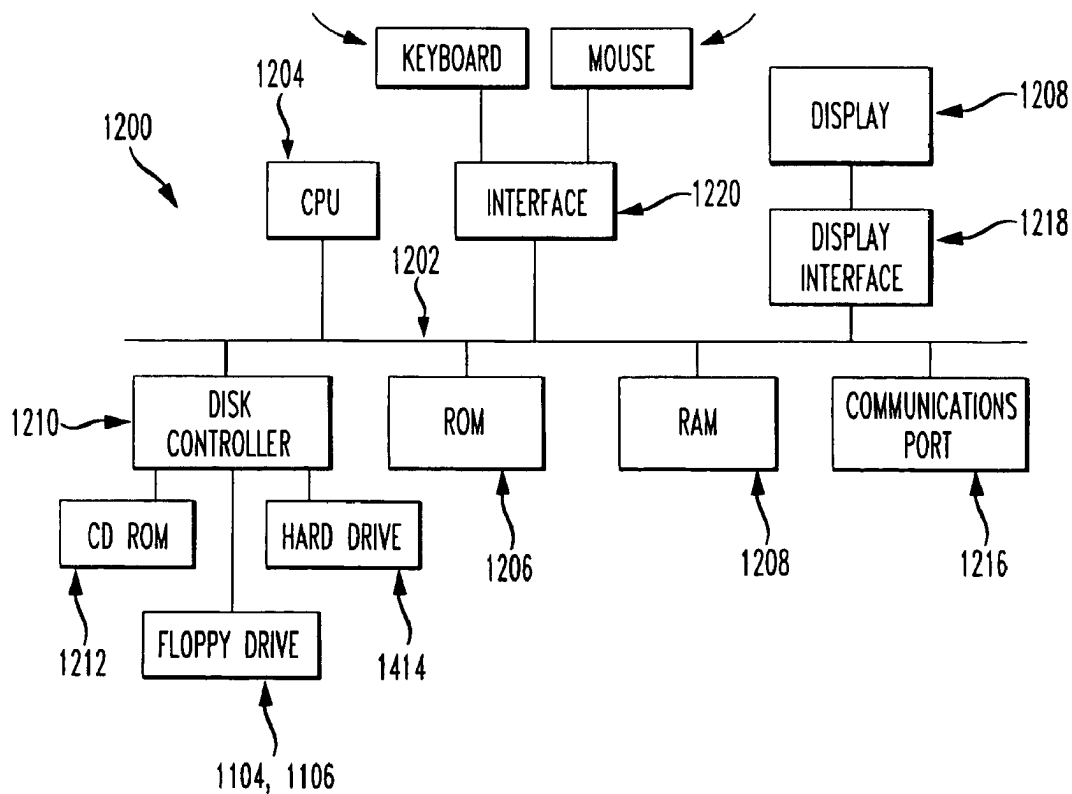 KEYBOARD
MOUSE
1204
1208
DISPLAY
1200
CPU
INTERFACE
1220
1218
DISPLAY
INTERFACE
1202
DISK
CONTROLLER
1210
ROM
RAM
COMMUNICATIONS
PORT
CD ROM
HARD DRIVE
1206
1208
1216
1212
FLOPPY DRIVE
1414
1104, 1106